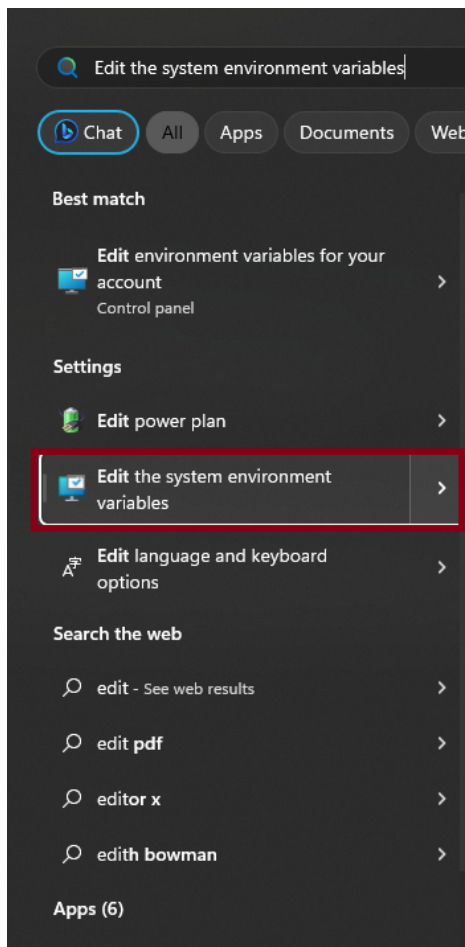 Edit the system environment variables
Chat All Apps Documents Web
Best match
Edit environment variables for your
account
Control panel
Settings
Edit power plan
Edit the system environment
variables
Edit language and keyboard
options
Search the web
edit - See web results
edit pdf
editor x
edith bowman
Apps (6)